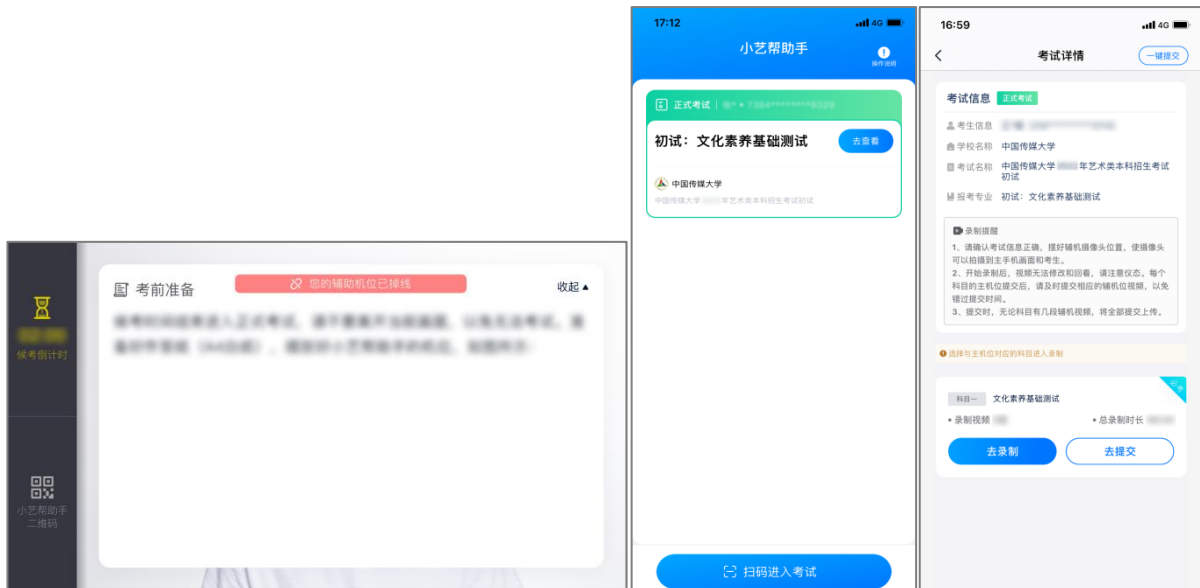 候考倒计时
小艺帮助手
二维码
考前准备
您的辅助机位已掉线
收起
17:12
4G
小艺帮助手
操作说明
正式考试
初试：文化素养基础测试
去查看
中国传媒大学
中国传媒大学 年艺术类本科招生考试初试
扫码进入考试
16:59
4G
考试详情
一键提交
考试信息 正式考试
考生信息
学校名称 中国传媒大学
考试名称 中国传媒大学 年艺术类本科招生考试
初试
报考专业 初试：文化素养基础测试
录制提醒
1、请确认考试信息正确，摆好辅机摄像头位置，使摄像头
可以拍摄到主手机画面和考生。
2、开始录制后，视频无法修改和回看，请注意仪态。每个
科目的主机位提交后，请及时提交相应的辅机位视频，以免
错过提交时间。
3、提交时，无论科目有几段辅机视频，将全部提交上传。
选择与主机位对应的科目进入录制
科目一 文化素养基础测试
• 录制视频
• 总录制时长
去录制
去提交